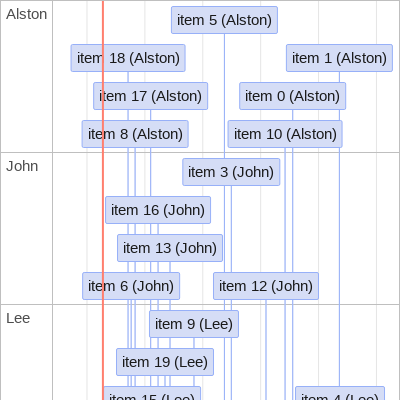 Alston
item 5 (Alston)
item 18 (Alston)
item 1 (Alston)
item 17 (Alston)
item 0 (Alston)
item 8 (Alston)
item 10 (Alston)
John
item 3 (John)
item 16 (John)
item 13 (John)
item 6 (John)
item 12 (John)
Lee
item 9 (Lee)
item 19 (Lee)
item 15 (Lee)
item 4 (Lee)